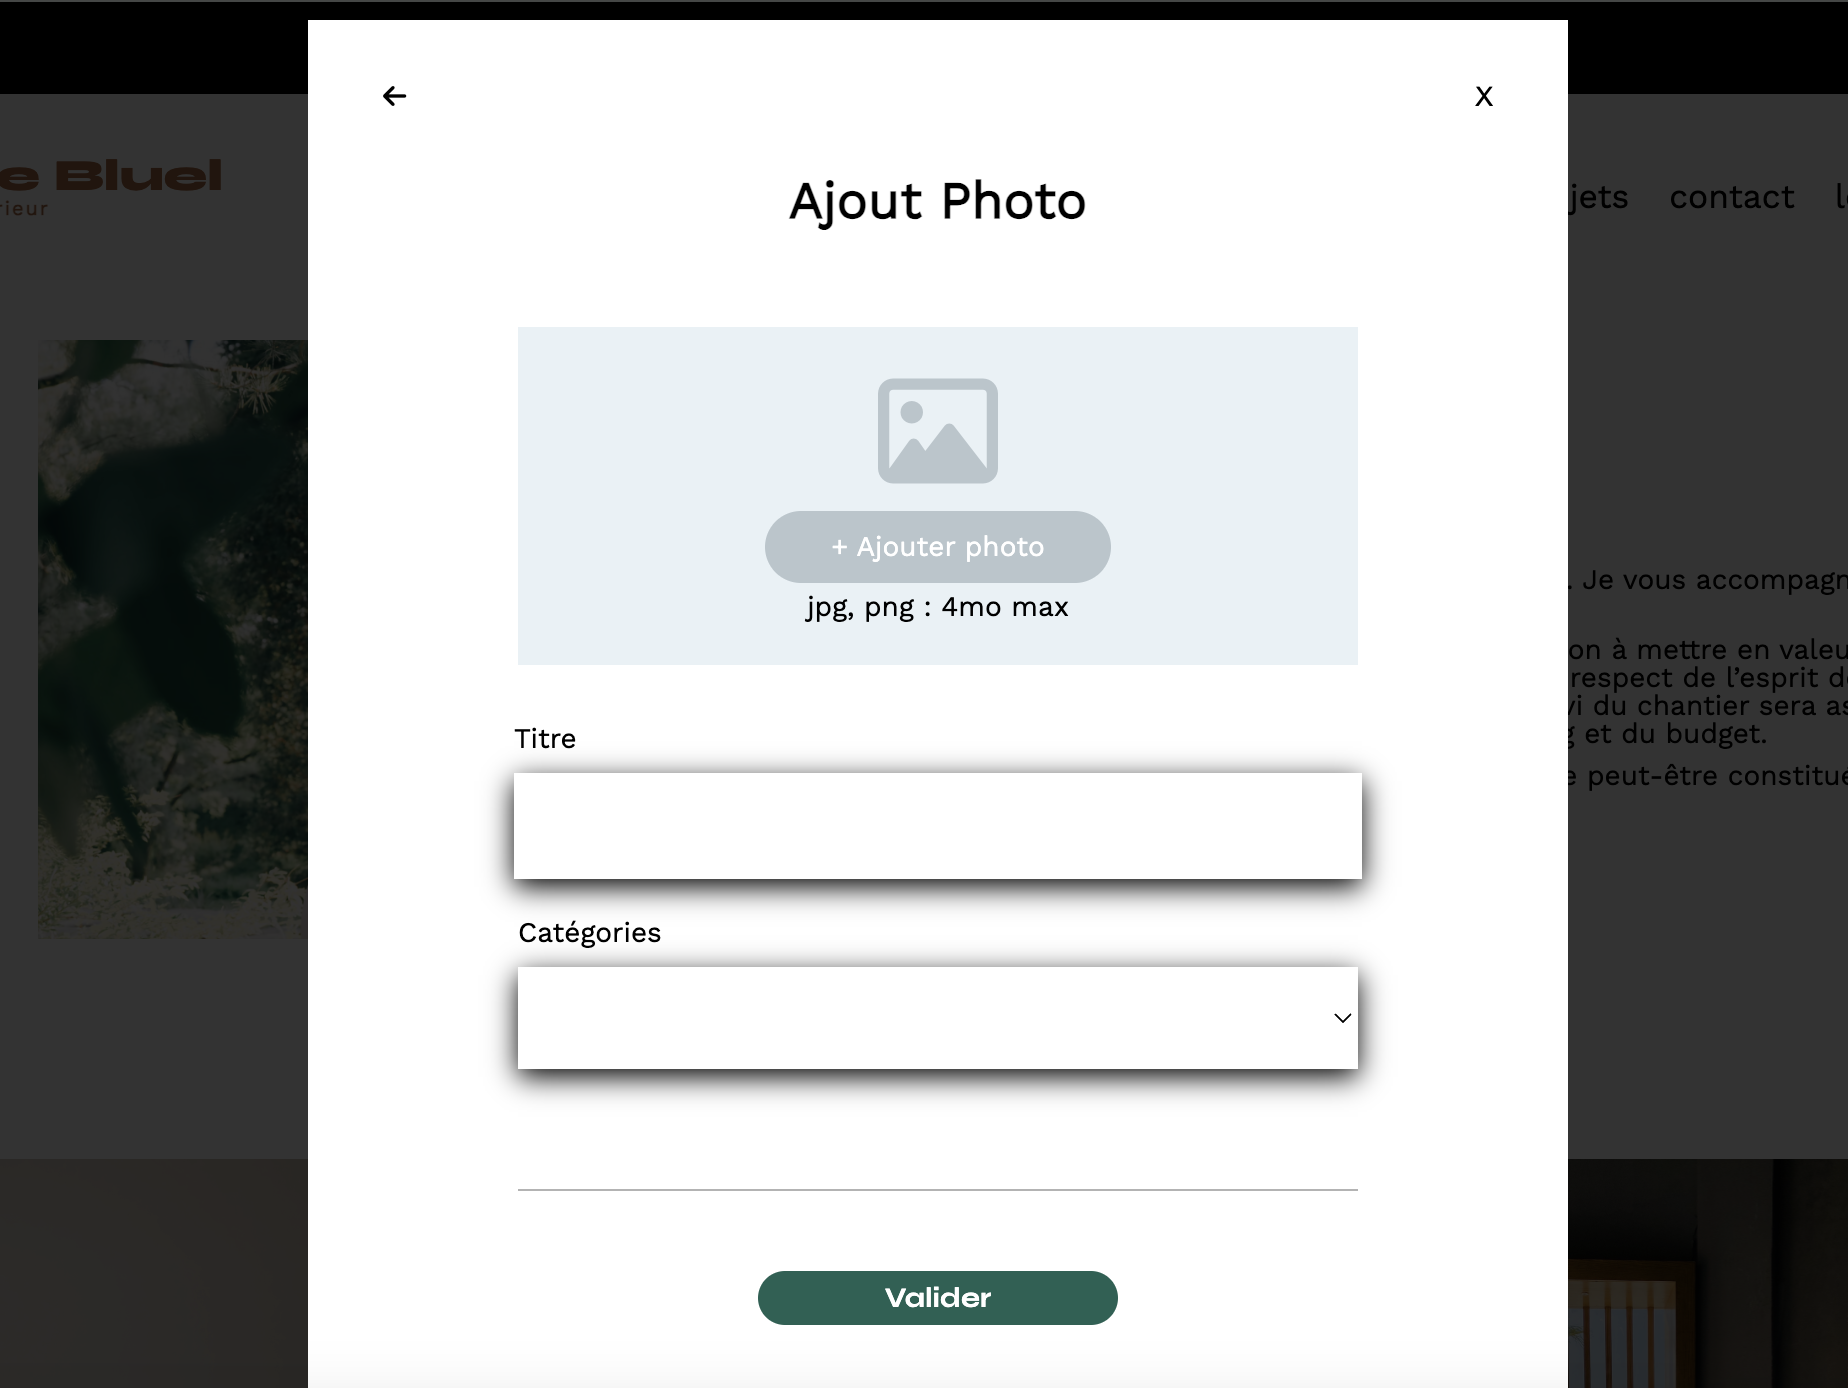 X
Ajout Photo
e Bluel
rieur
jets contact
+ Ajouter photo
jpg, png : 4mo max
. Je vous accompagn
on à mettre en valeu
respect de l’esprit d
vi du chantier sera as
g et du budget.
e peut-être constitué
Titre
Catégories
Valider